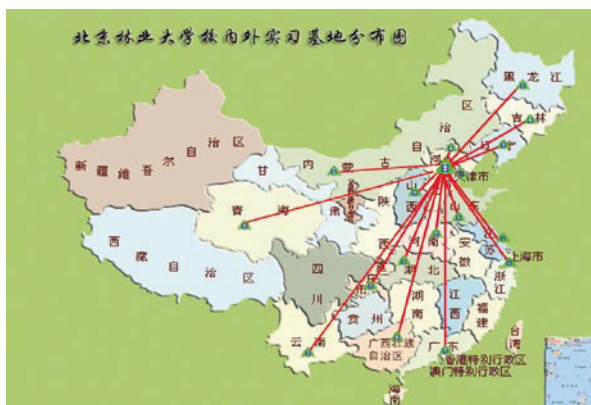 北京林业大学校内外实习基地分布图
黑龙江
吉林
辽宁
内蒙古自治区
新疆维吾尔自治区
甘肃
青海
西藏自治区
四川
云南
贵州
广西壮族自治区
陕西
山西
河
天津市
山东
河南
湖北
湖南
安徽
江苏
上海市
浙江
江西
福建
台湾
广东
香港特别行政区
澳门特别行政区
海南